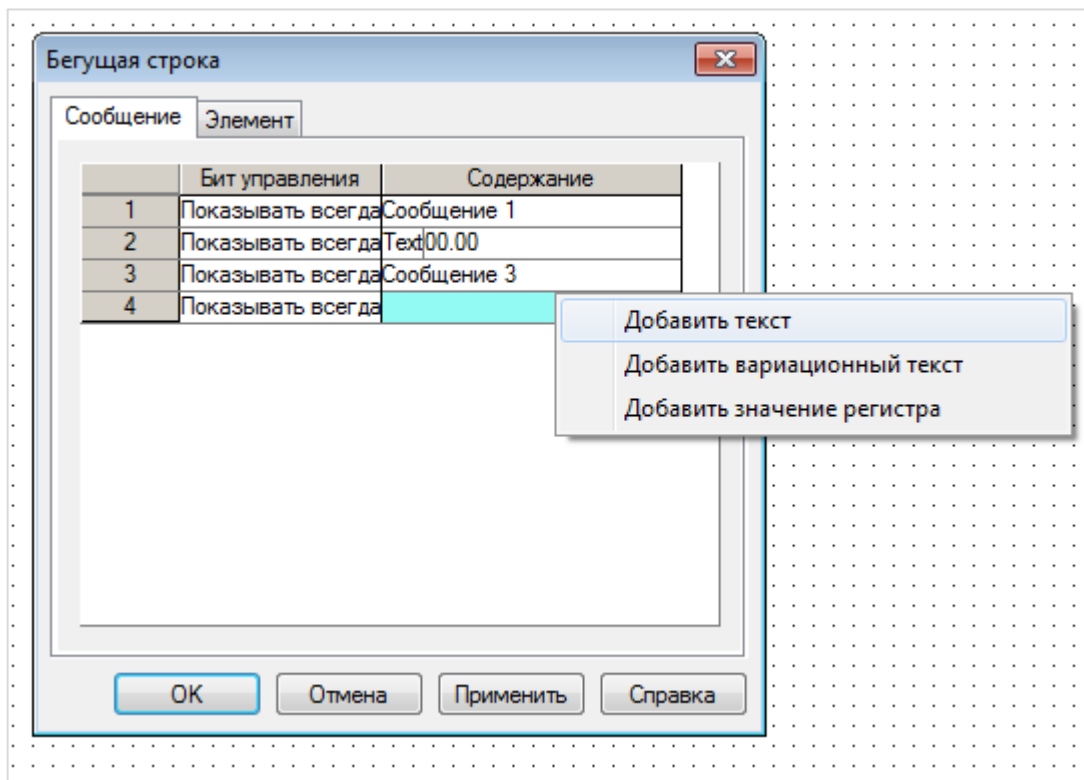 Бегущая строка
Сообщение Элемент
Бит управления Содержание
1 Показывать всегда Сообщение 1
2 Показывать всегда Text 00.00
3 Показывать всегда Сообщение 3
4 Показывать всегда
Добавить текст
Добавить вариационный текст
Добавить значение регистра
OK Отмена Применить Справка